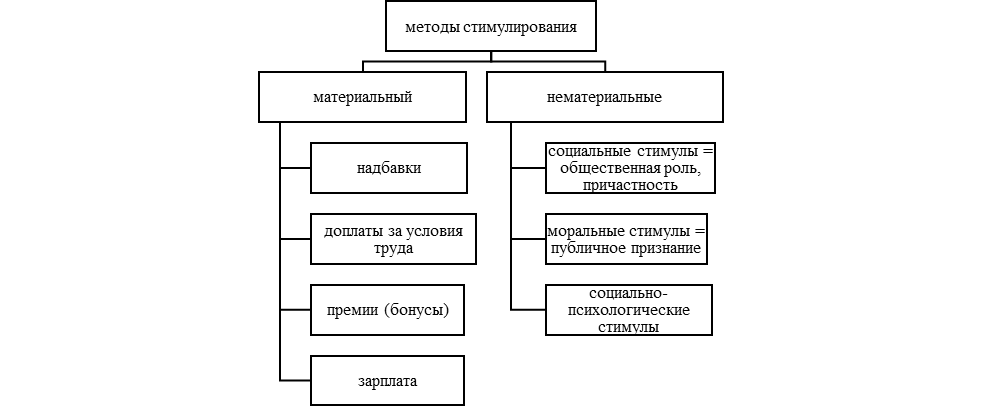 методы стимулирования
материальный
нематериальные
надбавки
доплаты за условия
труда
премии (бонусы)
зарплата
социальные стимулы =
общественная роль,
причастность
моральные стимулы =
публичное признание
социально-
психологические
стимулы